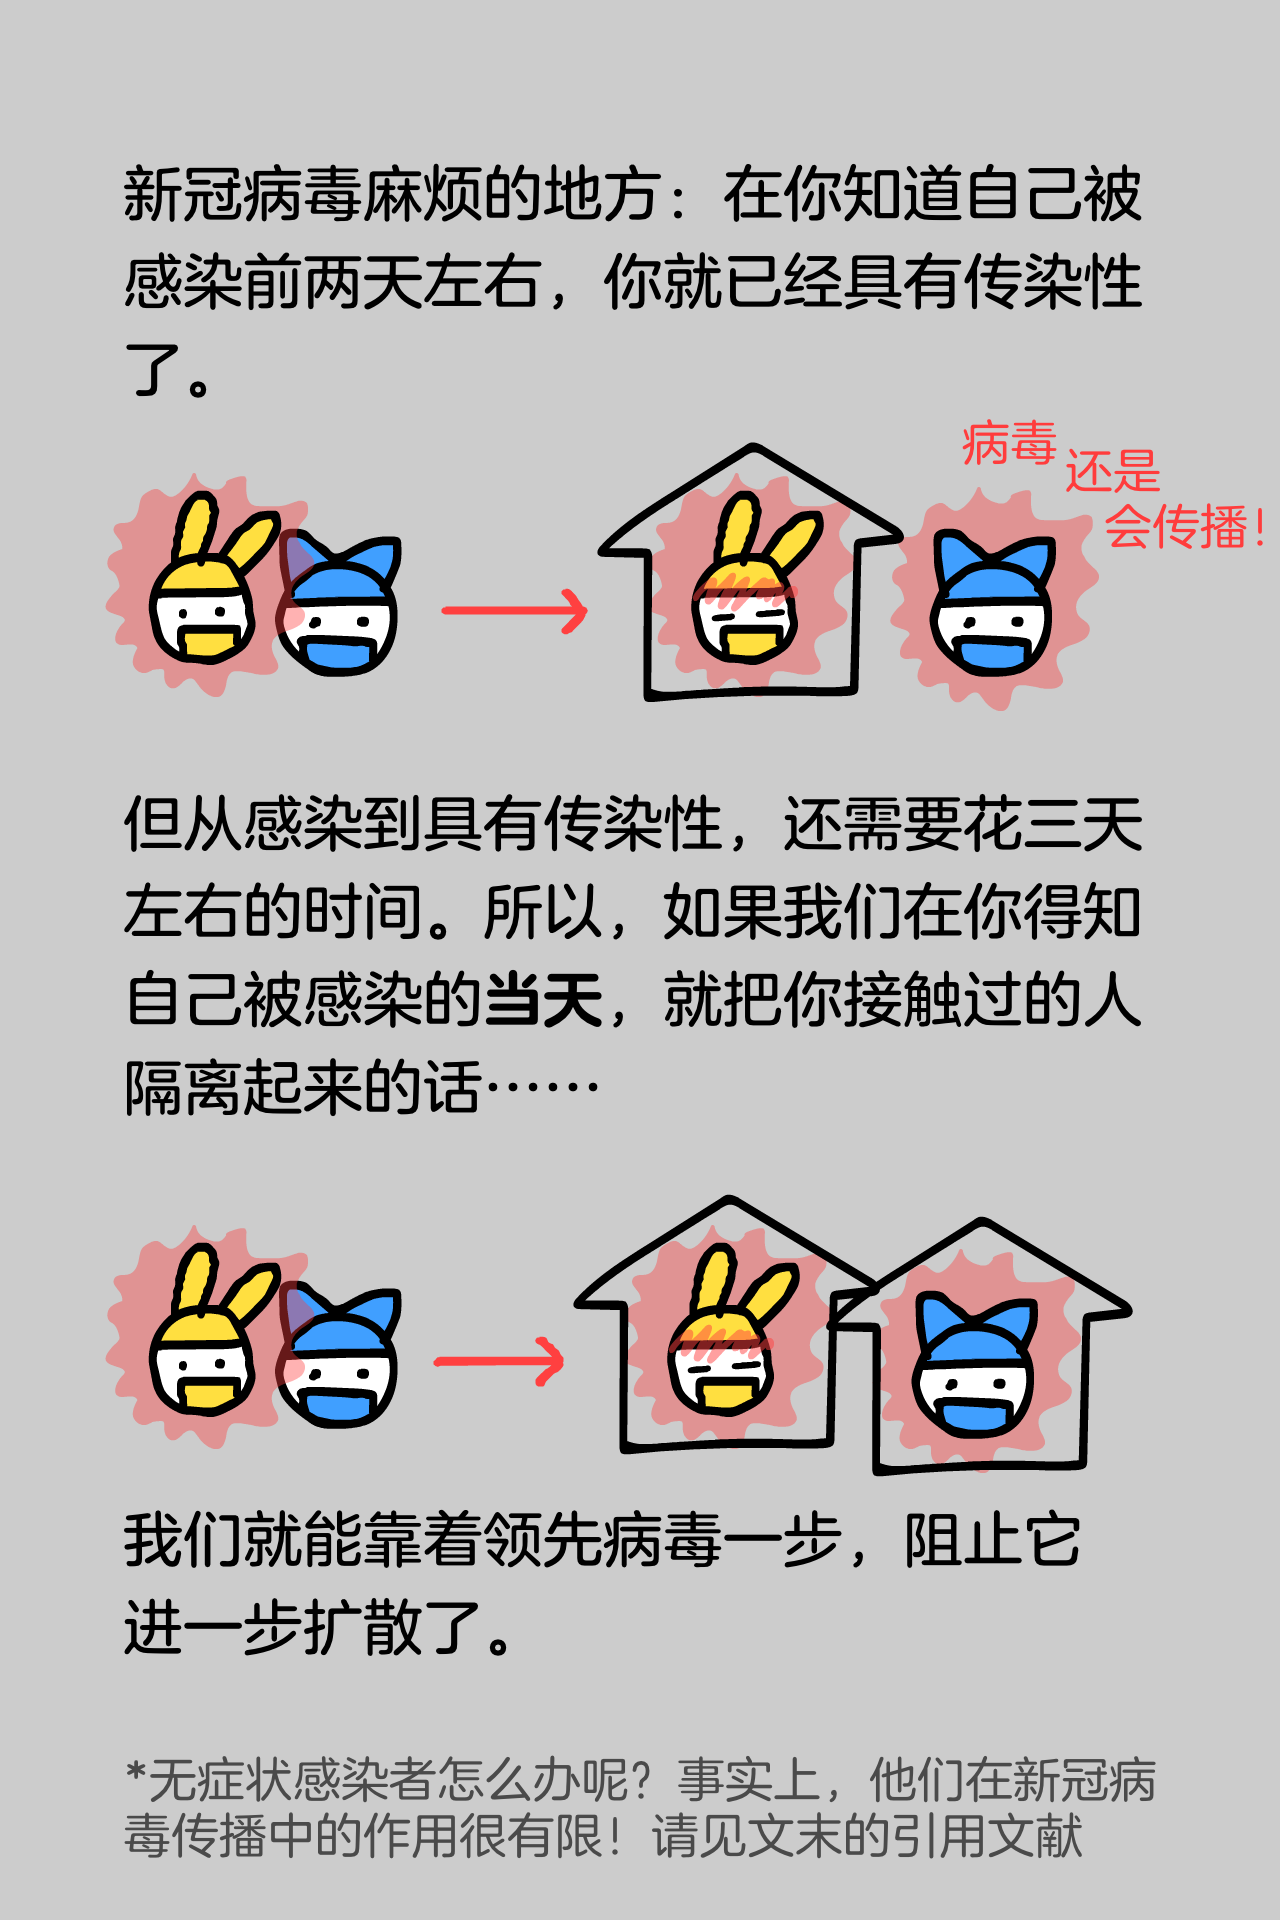 新冠病毒麻烦的地方：在你知道自己被
感染前两天左右，你就已经具有传染性
了。
病毒
还是
会传播！
但从感染到具有传染性，还需要花三天
左右的时间。所以，如果我们在你得知
自己被感染的当天，就把你接触过的人
隔离起来的话……
我们就能靠着领先病毒一步，阻止它
进一步扩散了。
*无症状感染者怎么办呢？事实上，他们在新冠病
毒传播中的作用很有限！请见文末的引用文献